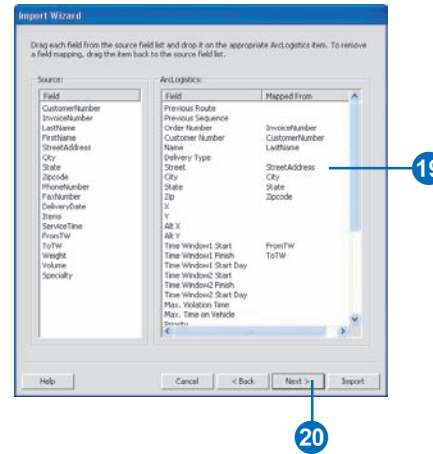 Import Wizard
Drag each field from the source field list and drop it on the appropriate ArcLogistics item. To remove
a field mapping, drag the item back to the source field list.
Source:
Field
CustomerNumber
InvoiceNumber
LastName
FirstName
StreetAddress
City
State
Zipcode
PhoneNumber
FaxNumber
DeliveryDate
Items
ServiceTime
FromTW
ToTW
Weight
Volume
Specialty
ArcLogistics:
Field Mapped From
Previous Route
Previous Sequence
Order Number InvoiceNumber
Customer Number CustomerNumber
Name LastName
Delivery Type
Street StreetAddress
City City
State State
Zip Zipcode
X
Y
Alt X
Alt Y
Time Window1 Start FromTW
Time Window1 Finish ToTW
Time Window1 Start Day
Time Window2 Start
Time Window2 Finish
Time Window2 Start Day
Max. Violation Time
Max. Time on Vehicle
Priority
19
Help Cancel < Back Next > Import
20